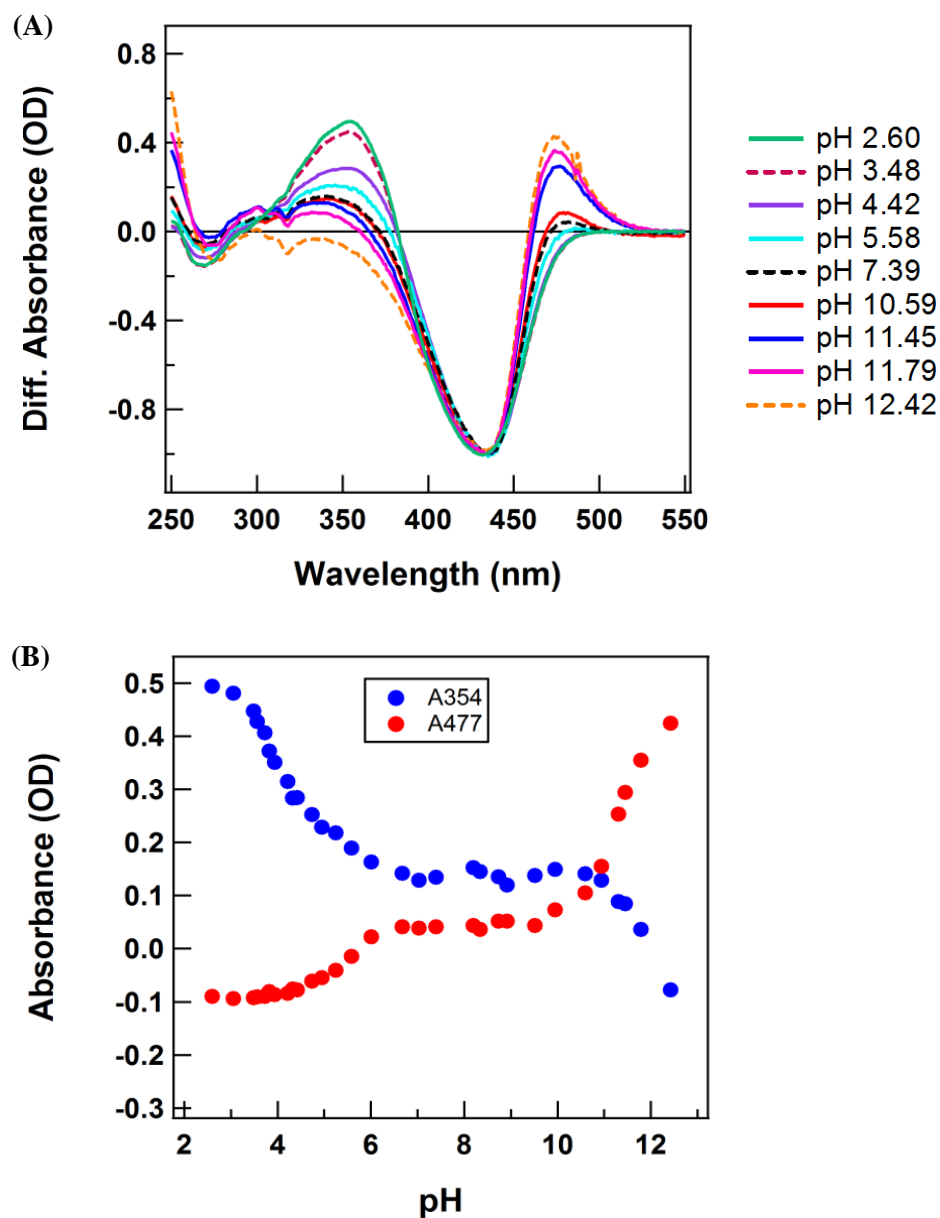 (A)
Diff. Absorbance (OD)
0.8
0.4
0.0
-0.4
-0.8
250 300 350 400 450 500 550
Wavelength (nm)
pH 2.60
pH 3.48
pH 4.42
pH 5.58
pH 7.39
pH 10.59
pH 11.45
pH 11.79
pH 12.42
(B)
Absorbance (OD)
0.5
0.4
0.3
0.2
0.1
0.0
-0.1
-0.2
-0.3
A354
A477
2 4 6 8 10 12
pH